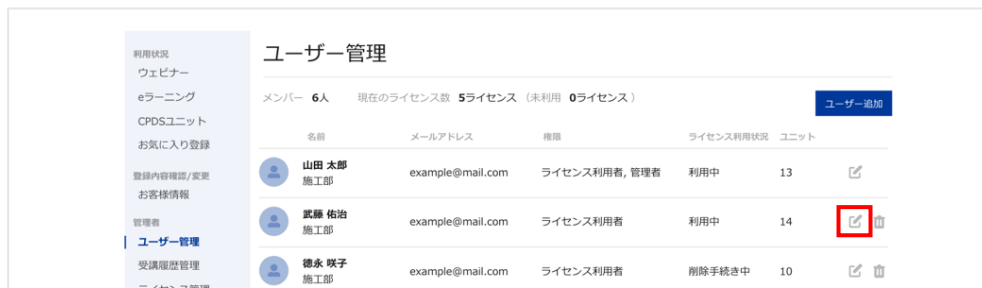 利用状況
ウェビナー
eラーニング
CPDSユニット
お気に入り登録
登録内容確認/変更
お客様情報
管理者
ユーザー管理
受講履歴管理
ライセンス管理
ユーザー管理
メンバー 6人 現在のライセンス数 5ライセンス (未利用 0ライセンス)
ユーザー追加
名前 メールアドレス 権限 ライセンス利用状況 ユニット
山田 太郎
施工部 example@mail.com ライセンス利用者, 管理者 利用中 13
武藤 佑治
施工部 example@mail.com ライセンス利用者 利用中 14
徳永 咲子
施工部 example@mail.com ライセンス利用者 削除手続き中 10